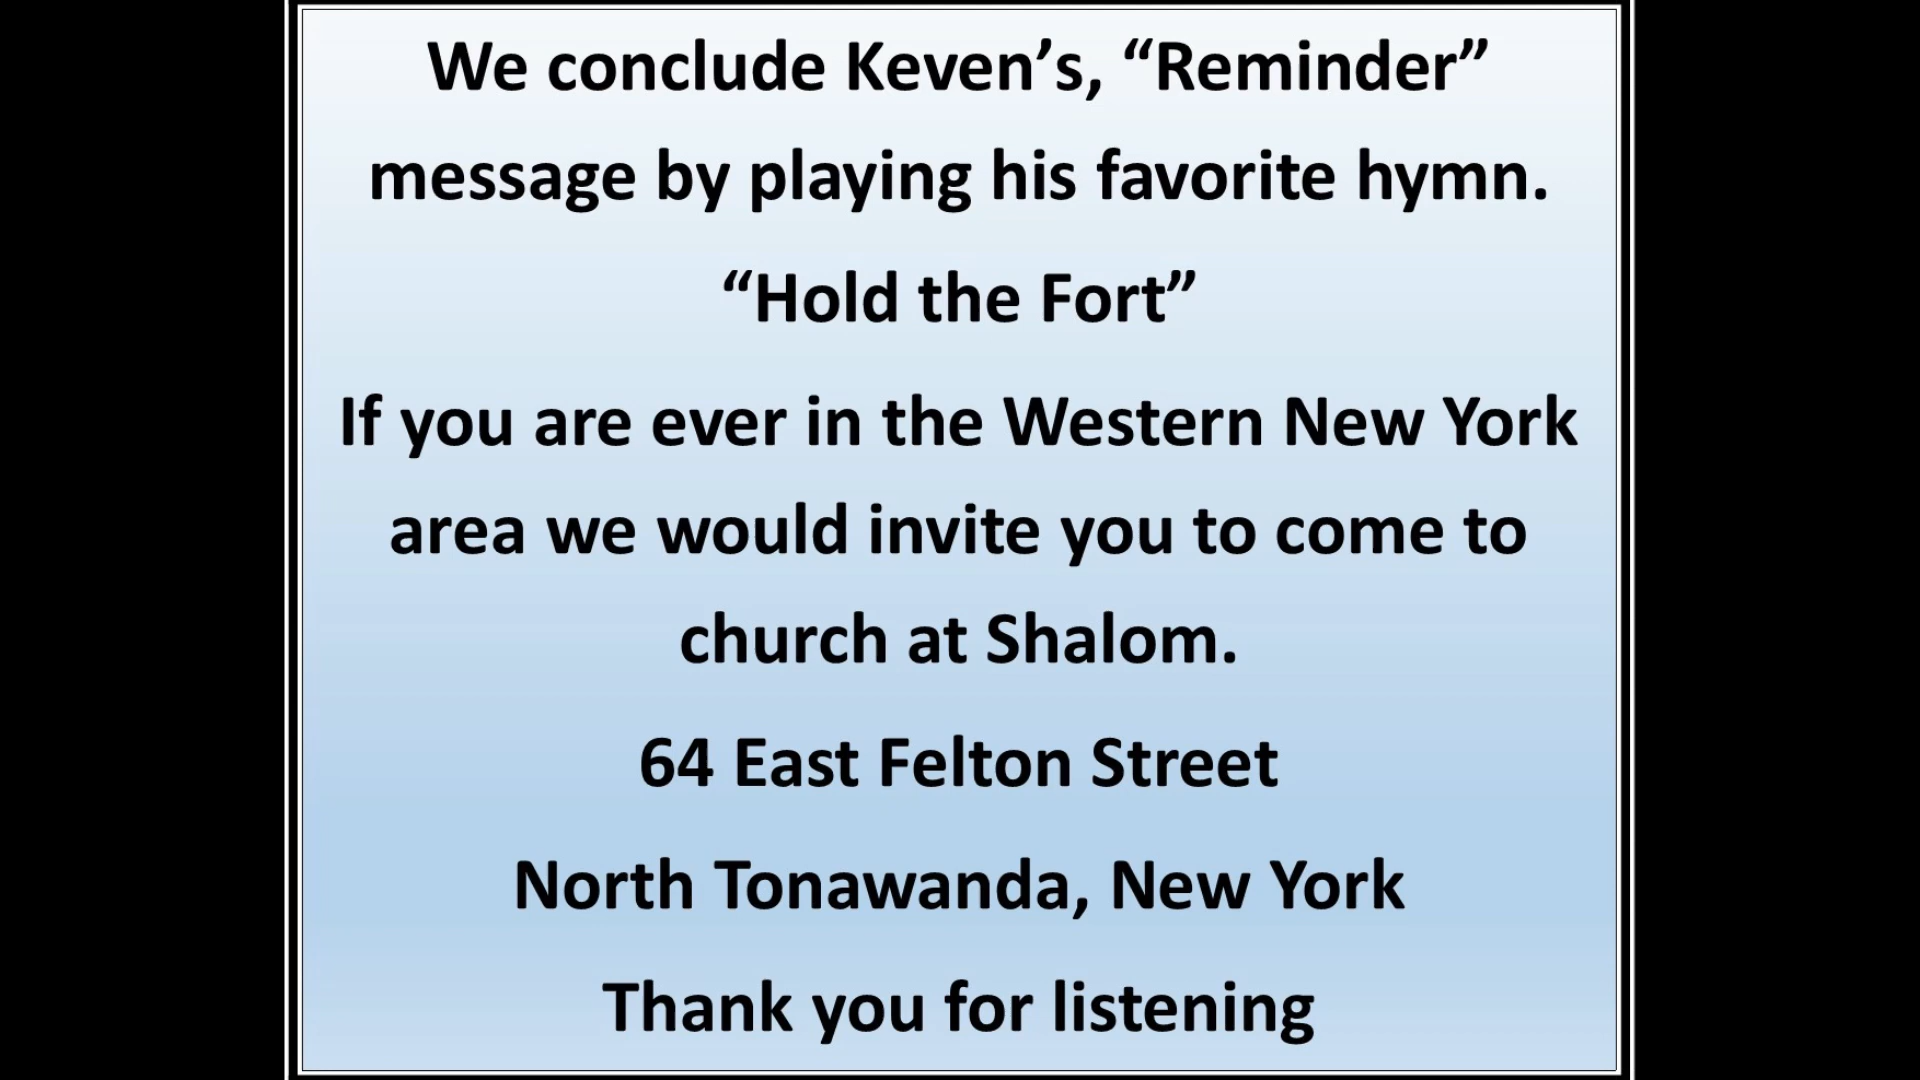 We conclude Keven’s, “Reminder”
message by playing his favorite hymn.
“Hold the Fort”
If you are ever in the Western New York
area we would invite you to come to
church at Shalom.
64 East Felton Street
North Tonawanda, New York
Thank you for listening